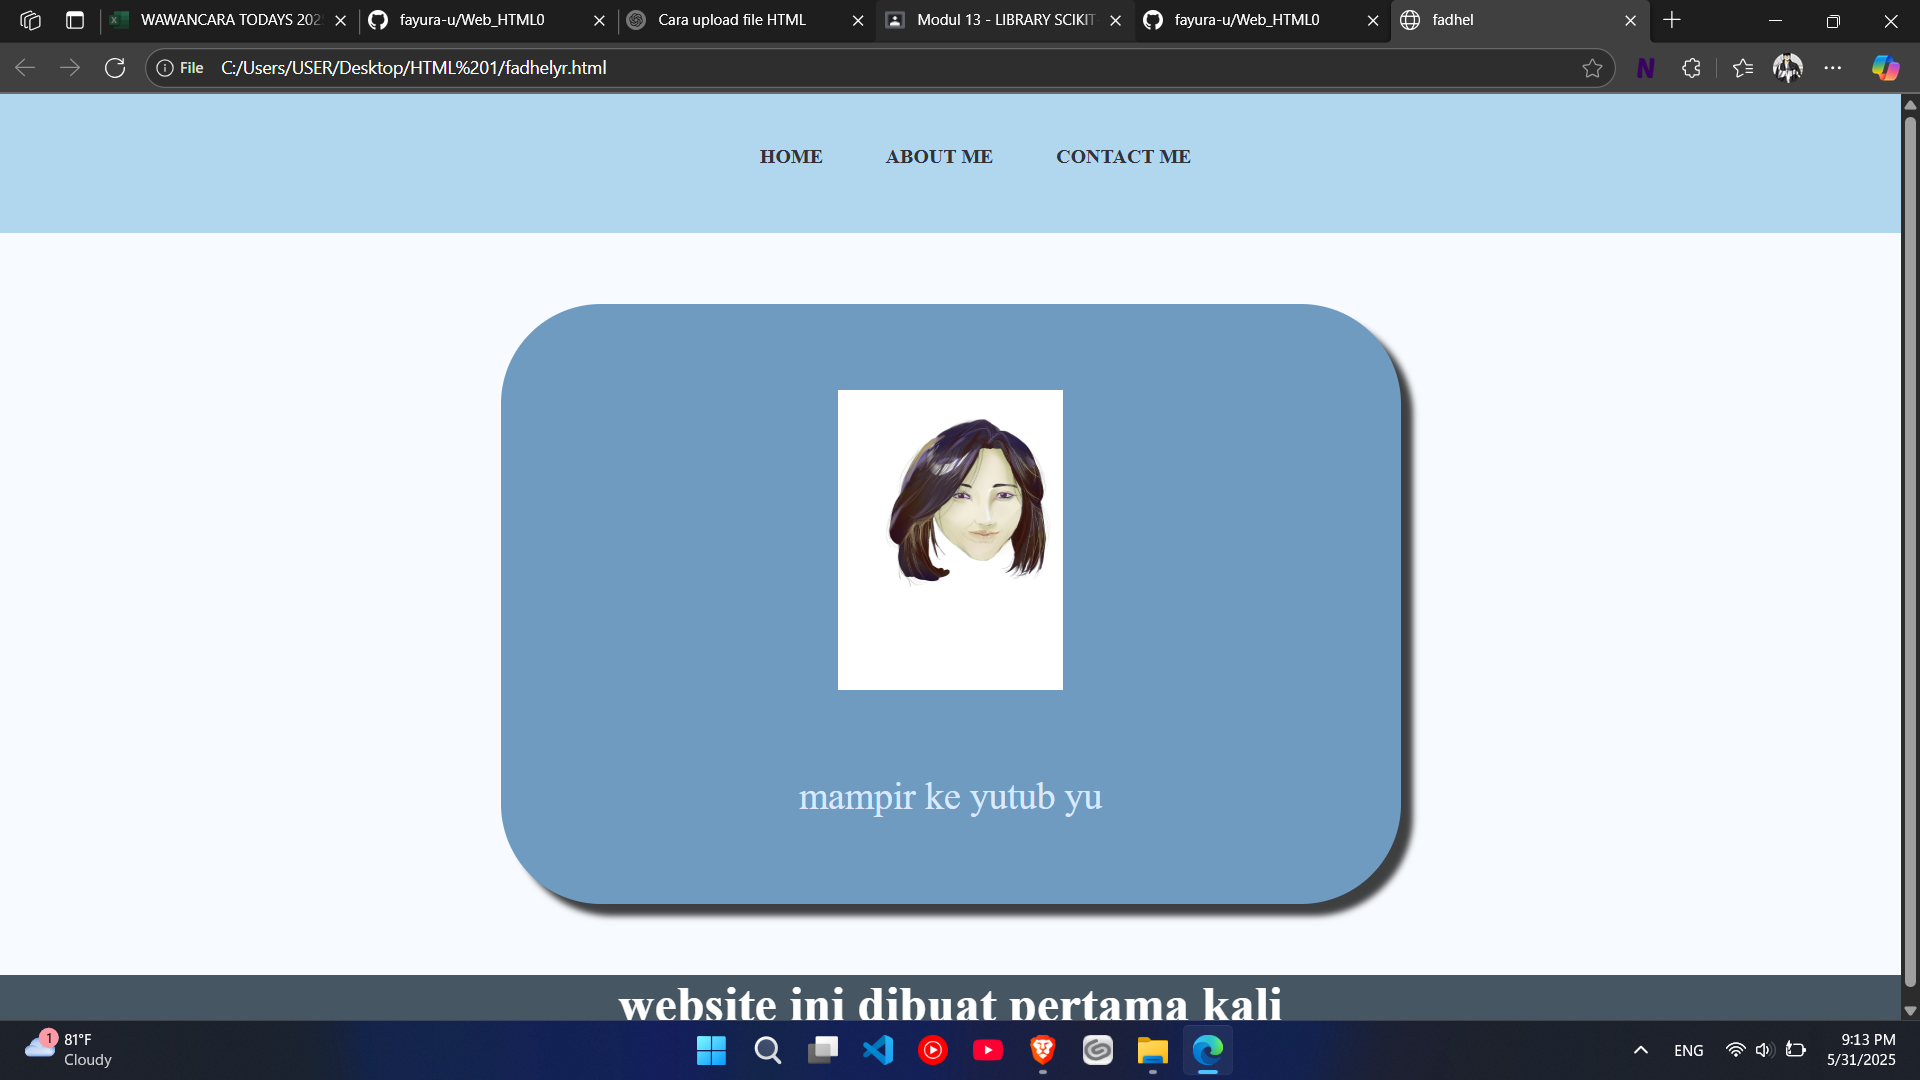 WAWANCARA TODAYS 202
fayura-u/Web_HTML0
Cara upload file HTML
Modul 13 - LIBRARY SCIKIT
fayura-u/Web_HTML0
fadhel
File C:/Users/USER/Desktop/HTML%201/fadhelyr.html
HOME ABOUT ME CONTACT ME
mampir ke yutub yu
website ini dibuat pertama kali
1
81°F
Cloudy
ENG
9:13 PM
5/31/2025